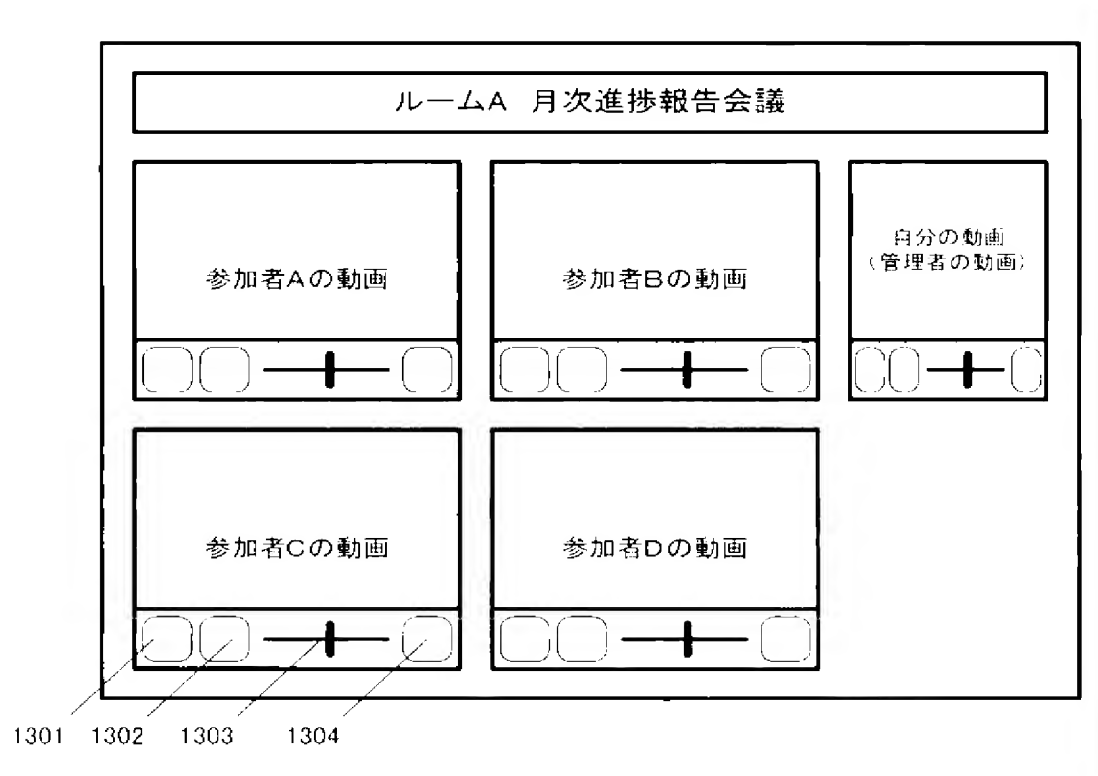 ルームA 月次進捗報告会議
参加者Aの動画
参加者Bの動画
自分の動画
(管理者の動画)
参加者Cの動画
参加者Dの動画
1301 1302 1303 1304